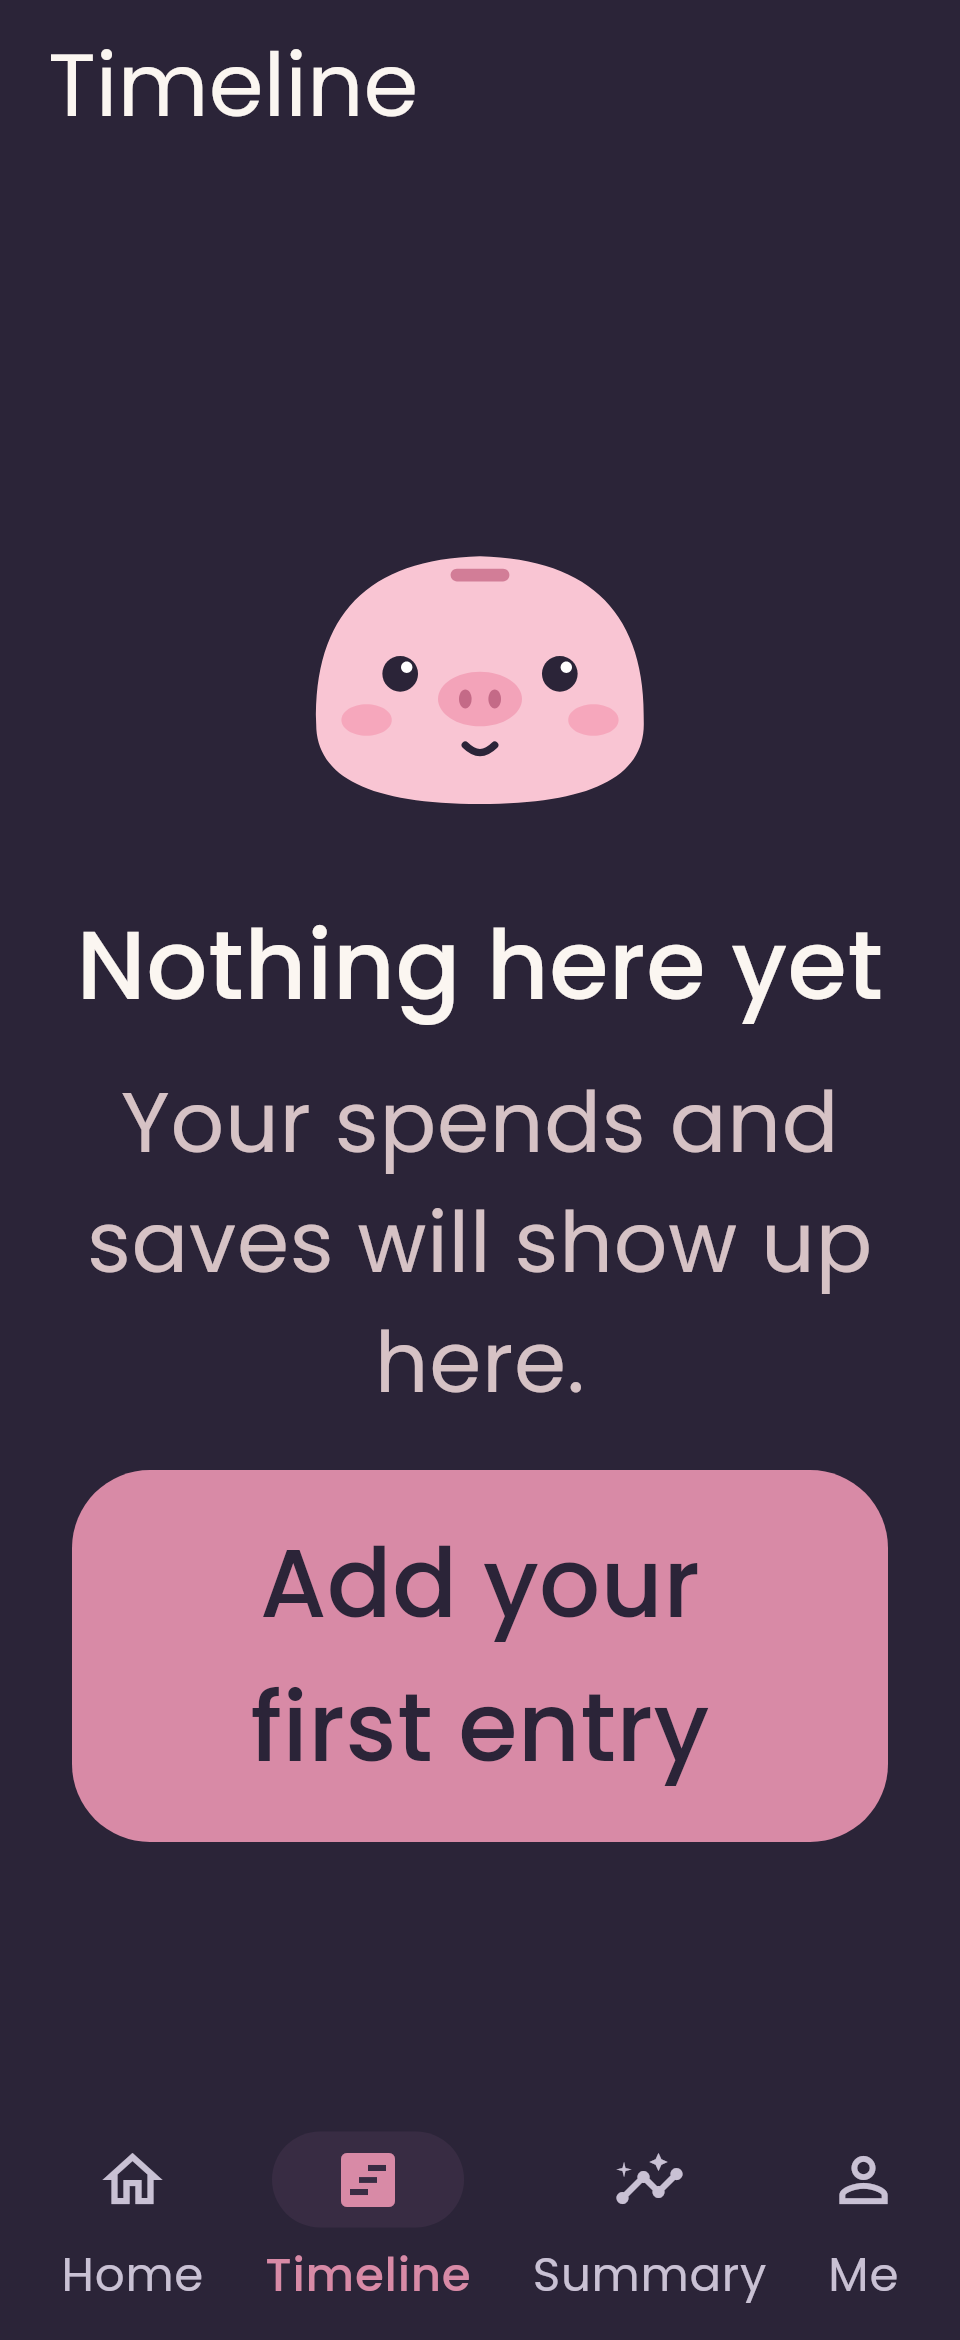 Timeline
Nothing here yet
Your spends and
saves will show up
here.
Add your
first entry
Home
Timeline
Summary
Me